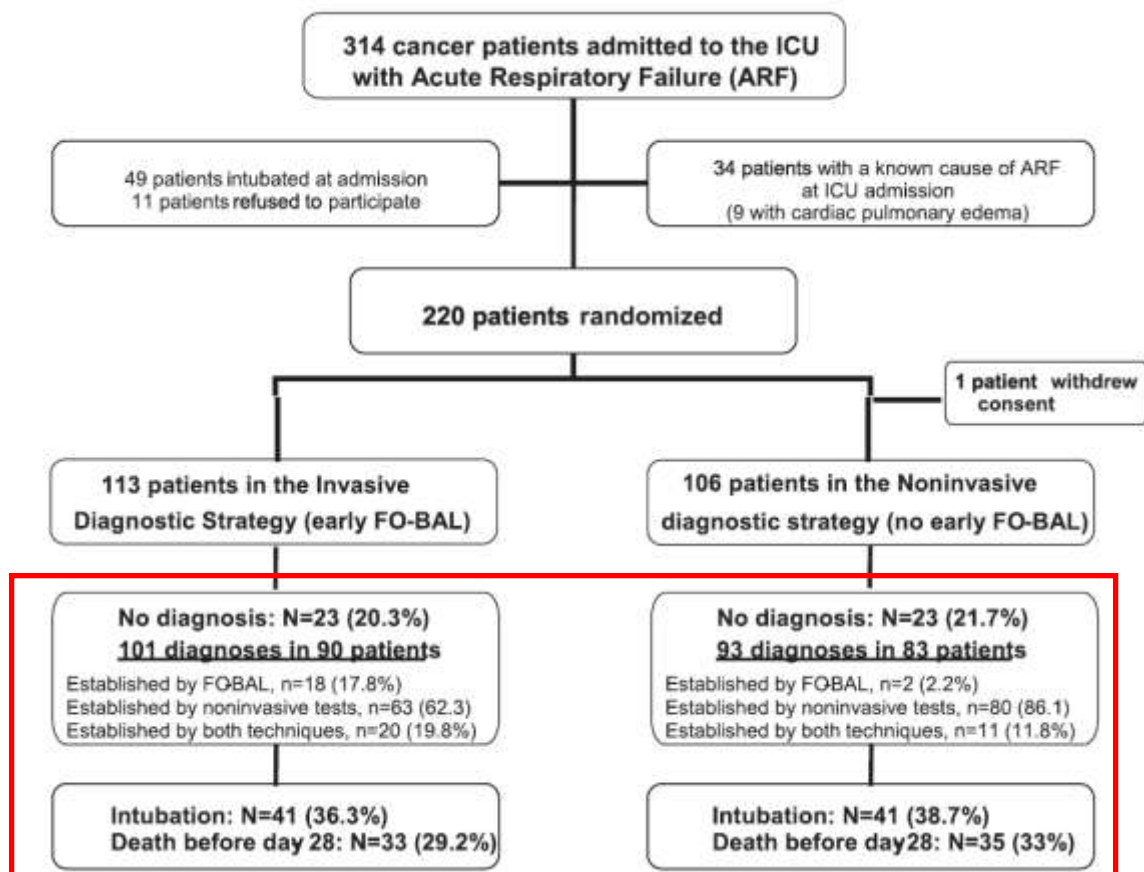 314 cancer patients admitted to the ICU
with Acute Respiratory Failure (ARF)
49 patients intubated at admission
11 patients refused to participate
34 patients with a known cause of ARF
at ICU admission
(9 with cardiac pulmonary edema)
220 patients randomized
1 patient withdrew
consent
113 patients in the Invasive
Diagnostic Strategy (early FO-BAL)
106 patients in the Noninvasive
diagnostic strategy (no early FO-BAL)
No diagnosis: N=23 (20.3%)
101 diagnoses in 90 patients
Established by FO-BAL, n=18 (17.8%)
Established by noninvasive tests, n=63 (62.3)
Established by both techniques, n=20 (19.8%)
No diagnosis: N=23 (21.7%)
93 diagnoses in 83 patients
Established by FO-BAL, n=2 (2.2%)
Established by noninvasive tests, n=80 (86.1)
Established by both techniques, n=11 (11.8%)
Intubation: N=41 (36.3%)
Death before day 28: N=33 (29.2%)
Intubation: N=41 (38.7%)
Death before day28: N=35 (33%)